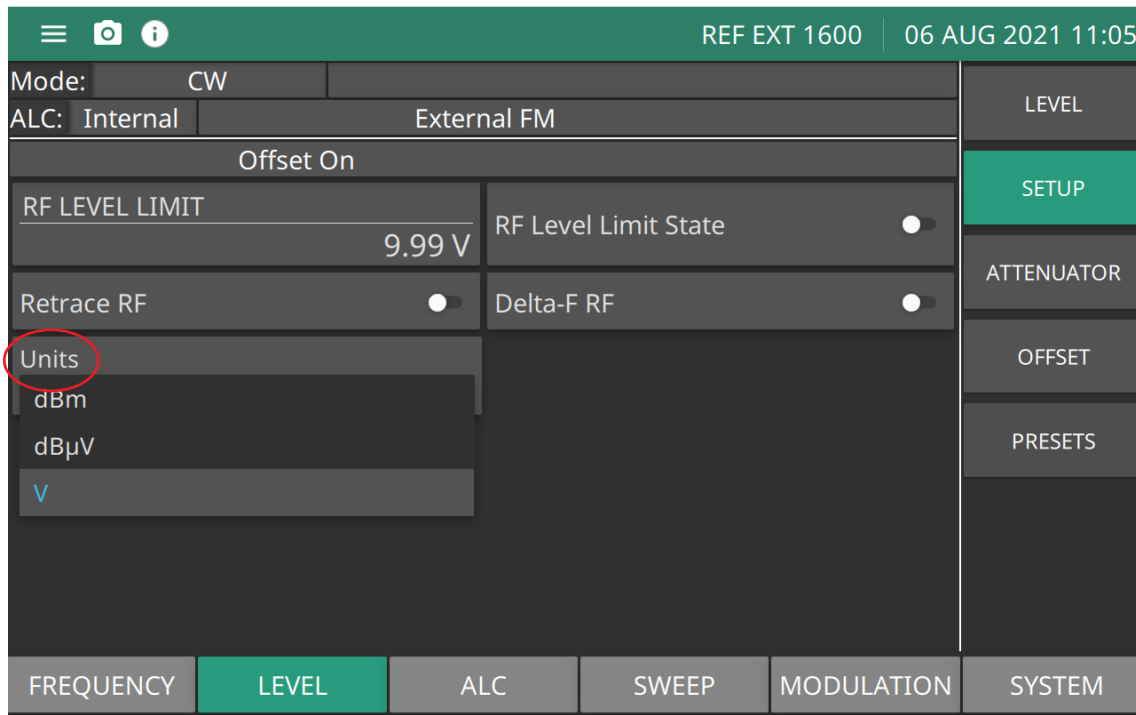 REF EXT 1600 06 AUG 2021 11:05
Mode: CW
ALC: Internal External FM
Offset On
RF LEVEL LIMIT
9.99 V
RF Level Limit State
Retrace RF
Delta-F RF
Units
dBm
dBµV
V
LEVEL
SETUP
ATTENUATOR
OFFSET
PRESETS
FREQUENCY LEVEL ALC SWEEP MODULATION SYSTEM